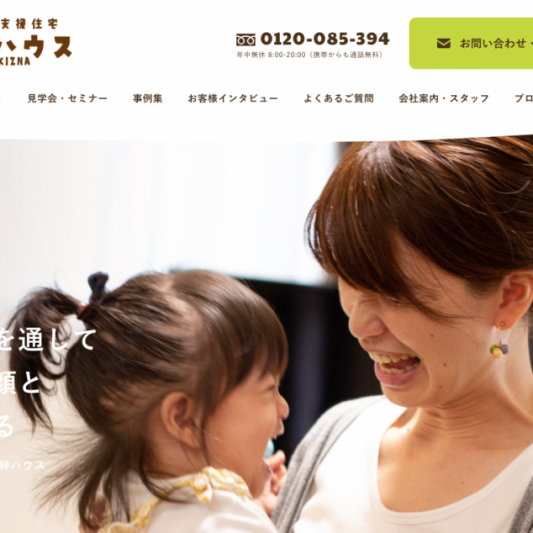 支援住宅
ハウス
KIZNA
0120-085-394
年中無休 8:00-20:00（携帯からも通話無料）
お問い合わせ・
見学会・セミナー
事例集
お客様インタビュー
よくあるご質問
会社案内・スタッフ
ブロ
を通して
顔と
る
絆ハウス